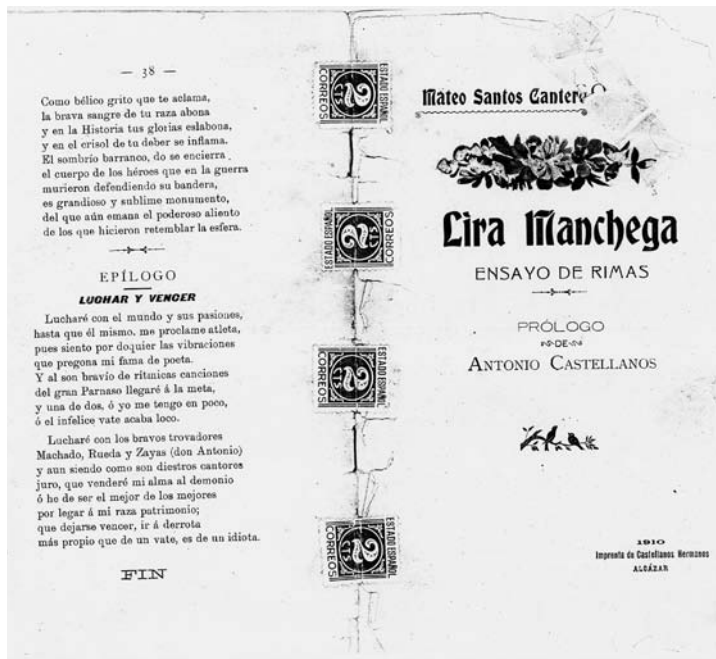 — 38 —
Como bélico grito que te aclama,
la brava sangre de tu raza abona
y en la Historia tus glorias eslabona,
y en el crisol de tu deber se inflama.
El sombrío barranco, do se encierra
el cuerpo de los héroes que en la guerra
murieron defendiendo su bandera,
es grandioso y sublime monumento,
del que aún emana el poderoso aliento
de los que hicieron retemblar la esfera.
EPÍLOGO
LUCHAR Y VENCER
Lucharé con el mundo y sus pasiones,
hasta que él mismo, me proclame atleta,
pues siento por doquier las vibraciones
que pregona mi fama de poeta.
Y al son bravío de rítmicas canciones
del gran Parnaso llegaré á la meta,
y una de dos, ó yo me tengo en poco,
ó el infelice vate acaba loco.
Lucharé con los bravos trovadores
Machado, Rueda y Zayas (don Antonio)
y aun siendo como son diestros cantores
juro, que venderé mi alma al demonio
ó he de ser el mejor de los mejores
por legar á mi raza patrimonio;
que dejarse vencer, ir á derrota
más propio que de un vate, es de un idiota.
FIN
ESTADO ESPAÑOL
2 CTS
CORREOS
ESTADO ESPAÑOL
2 CTS
CORREOS
ESTADO ESPAÑOL
2 CTS
CORREOS
ESTADO ESPAÑOL
2 CTS
CORREOS
Mateo Santos Cantero
Lira Manchega
ENSAYO DE RIMAS
PRÓLOGO
DE
ANTONIO CASTELLANOS
1910
Imprenta de Castellanos Hermanos
ALCÁZAR